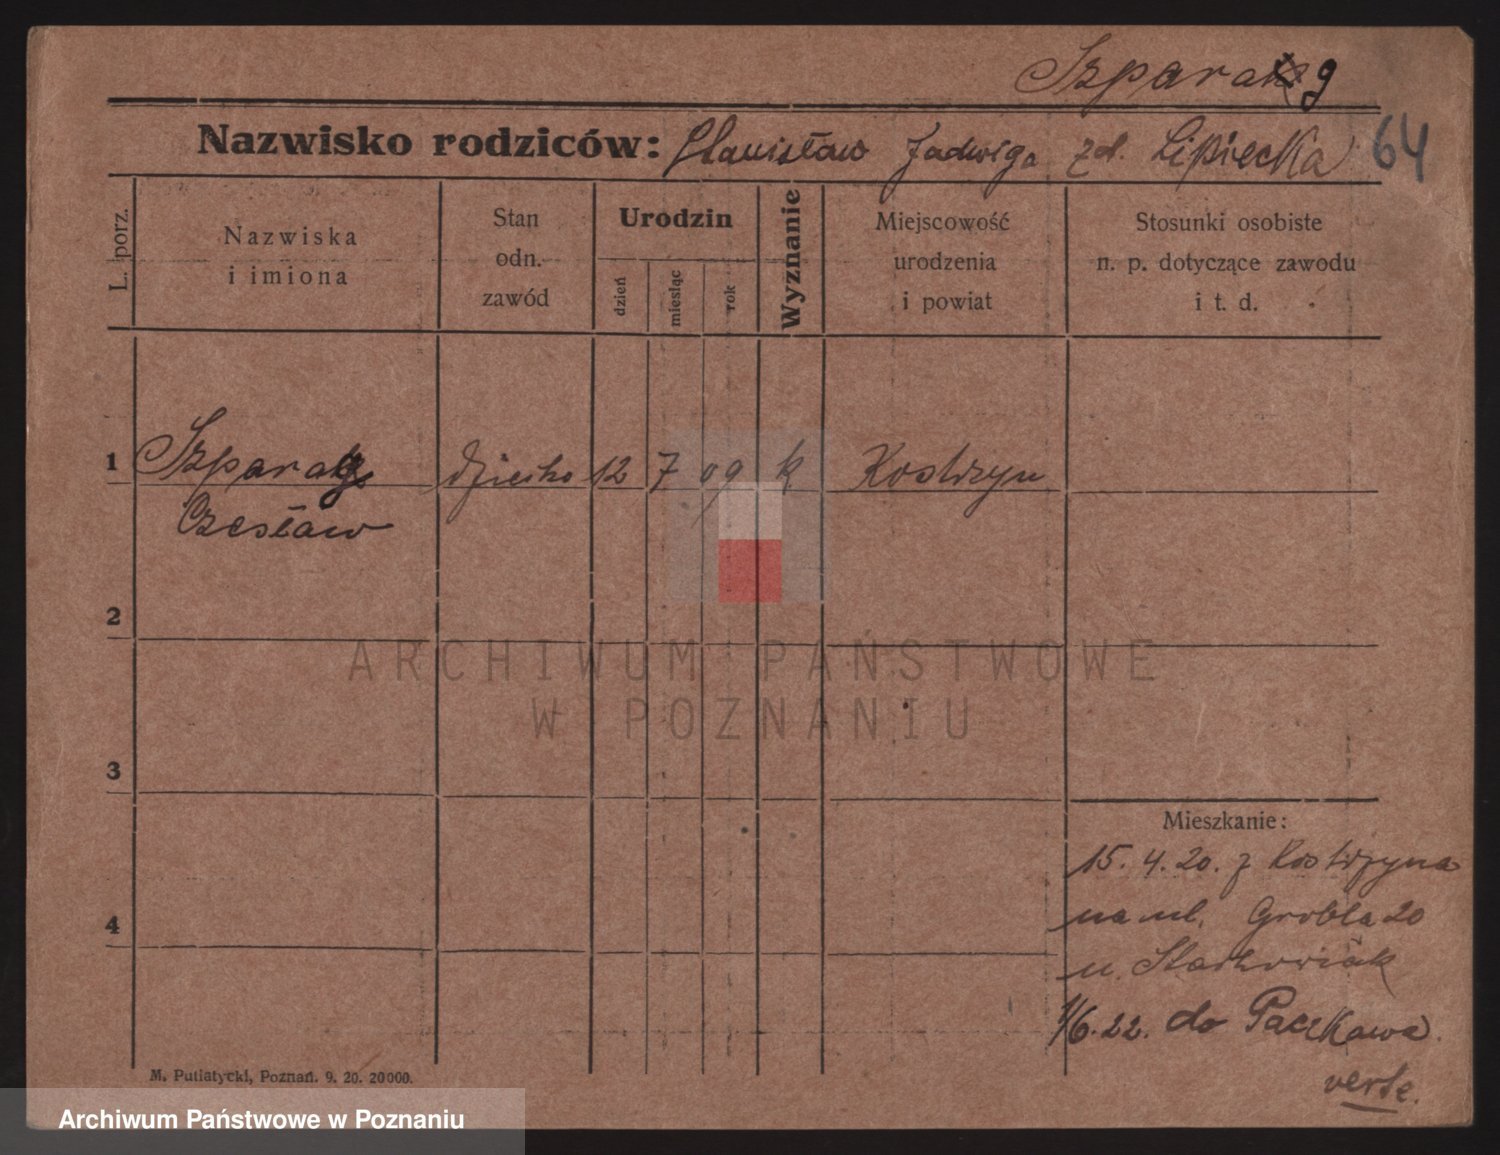 Szparag
Nazwisko rodziców: Stanisław Jadwiga zd. Lipiecka 64
L. porz.
Nazwiska
i imiona
Stan
odn.
zawód
Urodzin
dzień
miesiąc
rok
Wyznanie
Miejscowość
urodzenia
i powiat
Stosunki osobiste
n. p. dotyczące zawodu
i t. d.
1 Szparag dziecko 12 7 09 k Kostrzyn
Czesław
2
3
4
Mieszkanie:
15. 4. 20. z Kostrzyna
na ul. Grobla 20
u. Stachowiak
1/6. 22. do Paczkowa.
verte.
M. Putiatycki, Poznań. 9. 20. 20000.
ARCHIWUM PAŃSTWOWE
W POZNANIU
Archiwum Państwowe w Poznaniu